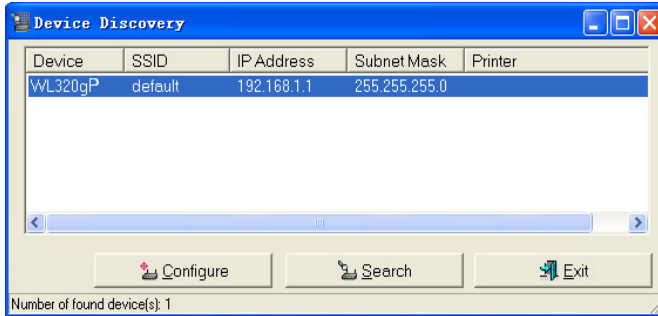 Device Discovery
Device SSID IP Address Subnet Mask Printer
WL320gP default 192.168.1.1 255.255.255.0
Configure Search Exit
Number of found device(s): 1